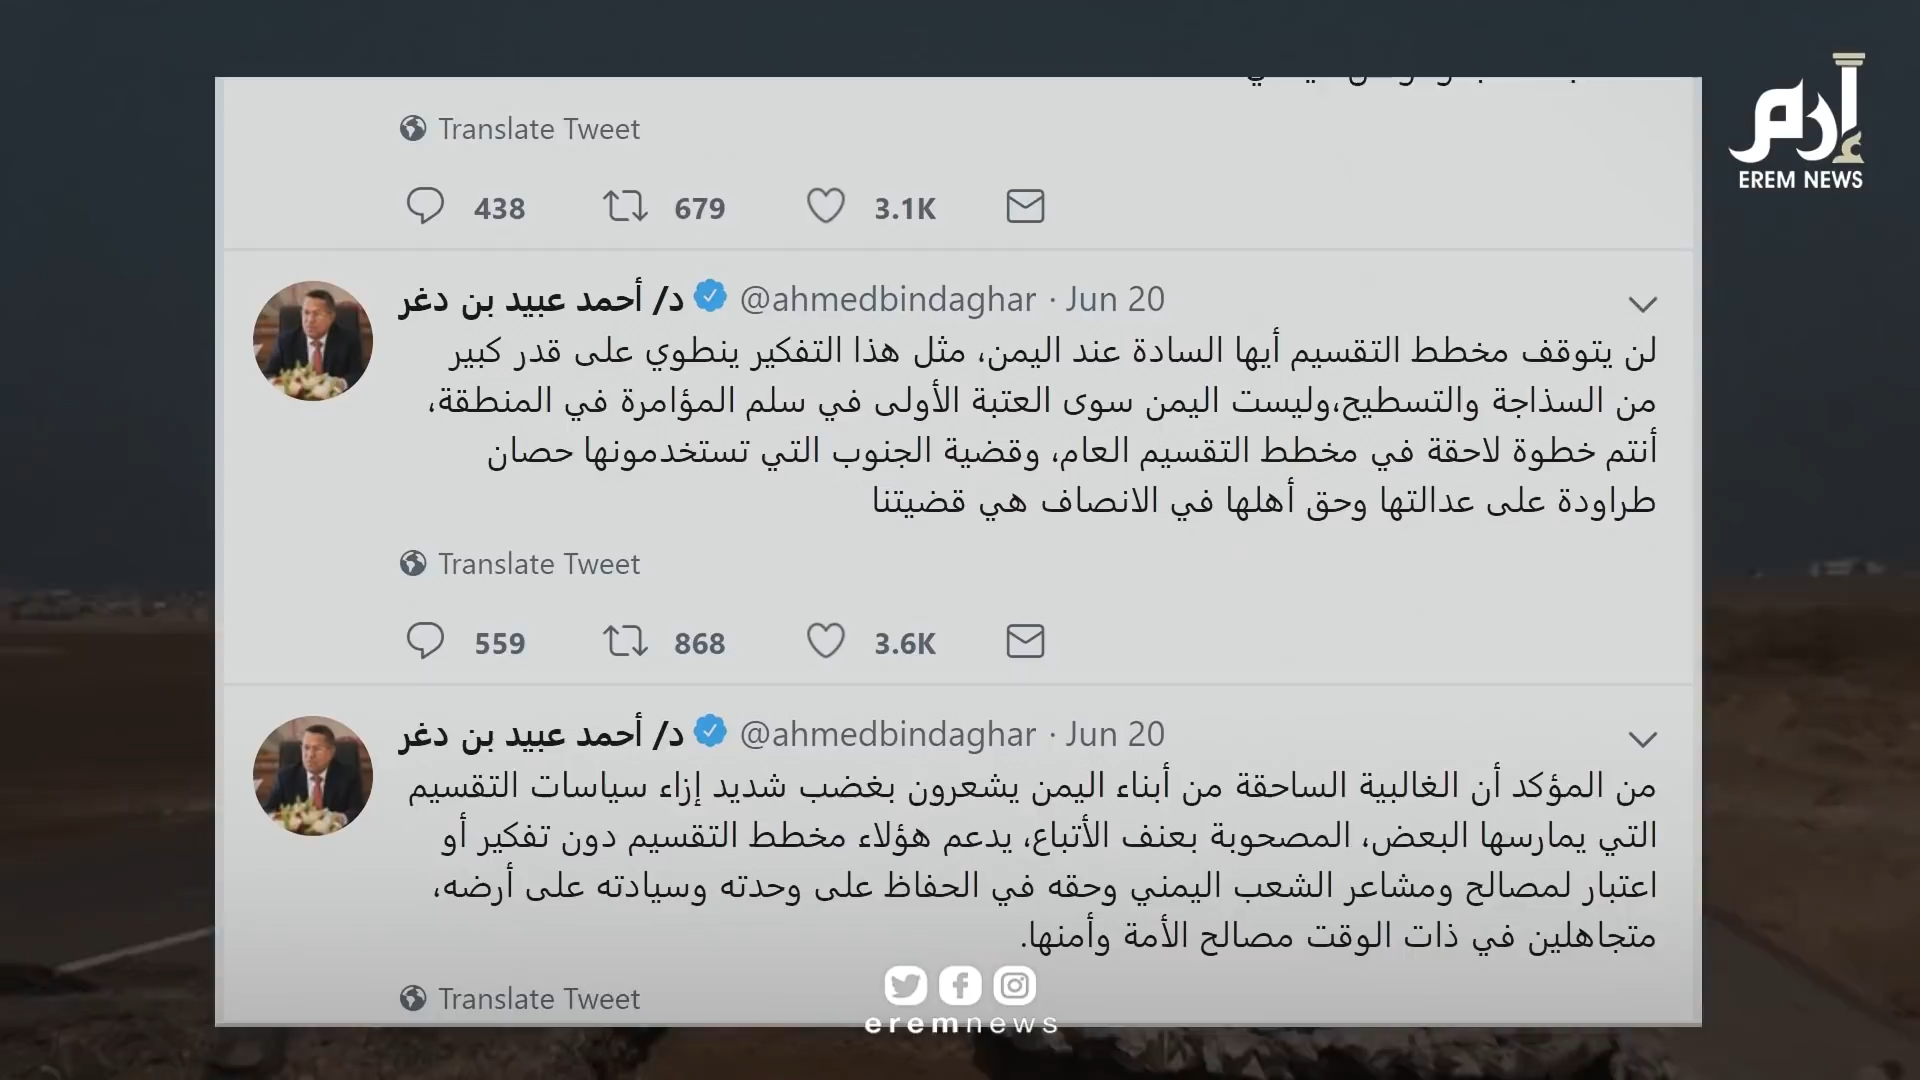 إرم
EREM NEWS
Translate Tweet
438 679 3.1K
د/ أحمد عبيد بن دغر @ahmedbindaghar · Jun 20
لن يتوقف مخطط التقسيم أيها السادة عند اليمن، مثل هذا التفكير ينطوي على قدر كبير
من السذاجة والتسطيح،وليست اليمن سوى العتبة الأولى في سلم المؤامرة في المنطقة،
أنتم خطوة لاحقة في مخطط التقسيم العام، وقضية الجنوب التي تستخدمونها حصان
طراودة على عدالتها وحق أهلها في الانصاف هي قضيتنا
Translate Tweet
559 868 3.6K
د/ أحمد عبيد بن دغر @ahmedbindaghar · Jun 20
من المؤكد أن الغالبية الساحقة من أبناء اليمن يشعرون بغضب شديد إزاء سياسات التقسيم
التي يمارسها البعض، المصحوبة بعنف الأتباع، يدعم هؤلاء مخطط التقسيم دون تفكير أو
اعتبار لمصالح ومشاعر الشعب اليمني وحقه في الحفاظ على وحدته وسيادته على أرضه،
متجاهلين في ذات الوقت مصالح الأمة وأمنها.
Translate Tweet
eremnews